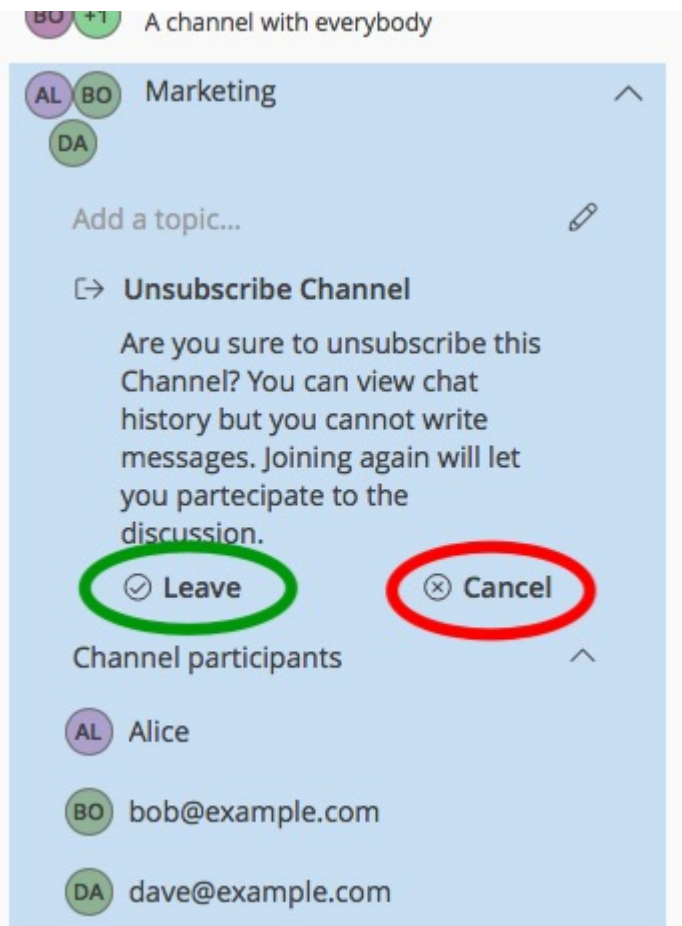 BO +1 A channel with everybody
AL BO Marketing
DA
Add a topic...
Unsubscribe Channel
Are you sure to unsubscribe this
Channel? You can view chat
history but you cannot write
messages. Joining again will let
you partecipate to the
discussion.
Leave Cancel
Channel participants
AL Alice
BO bob@example.com
DA dave@example.com